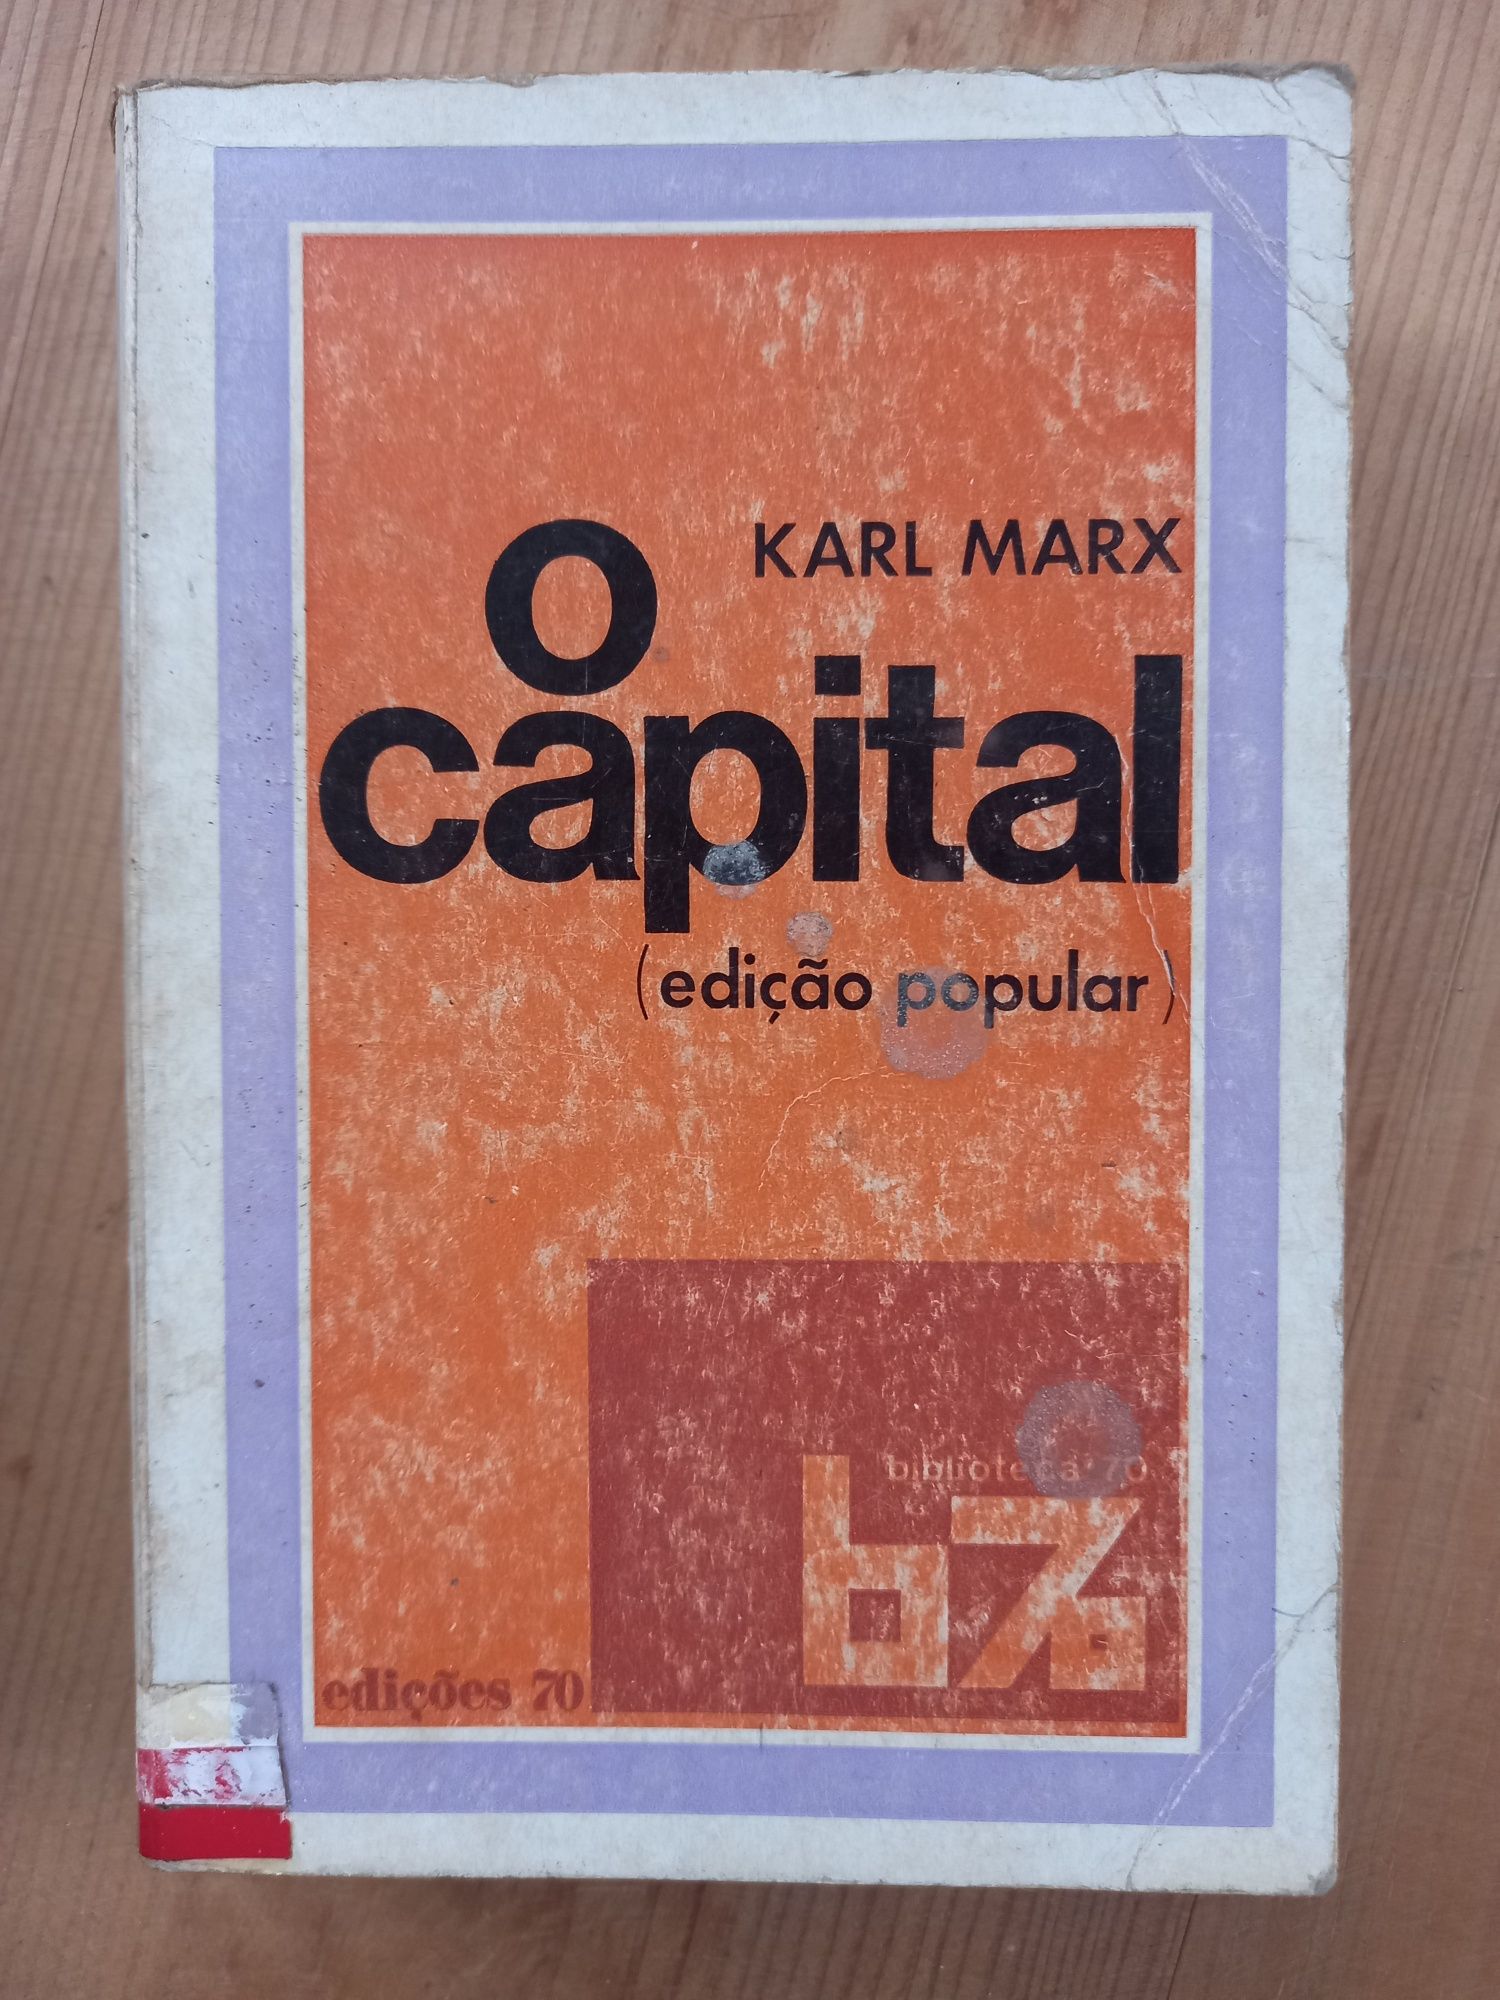 KARL MARX
o
capital
(edição popular)
biblioteca 70
b70
edições 70